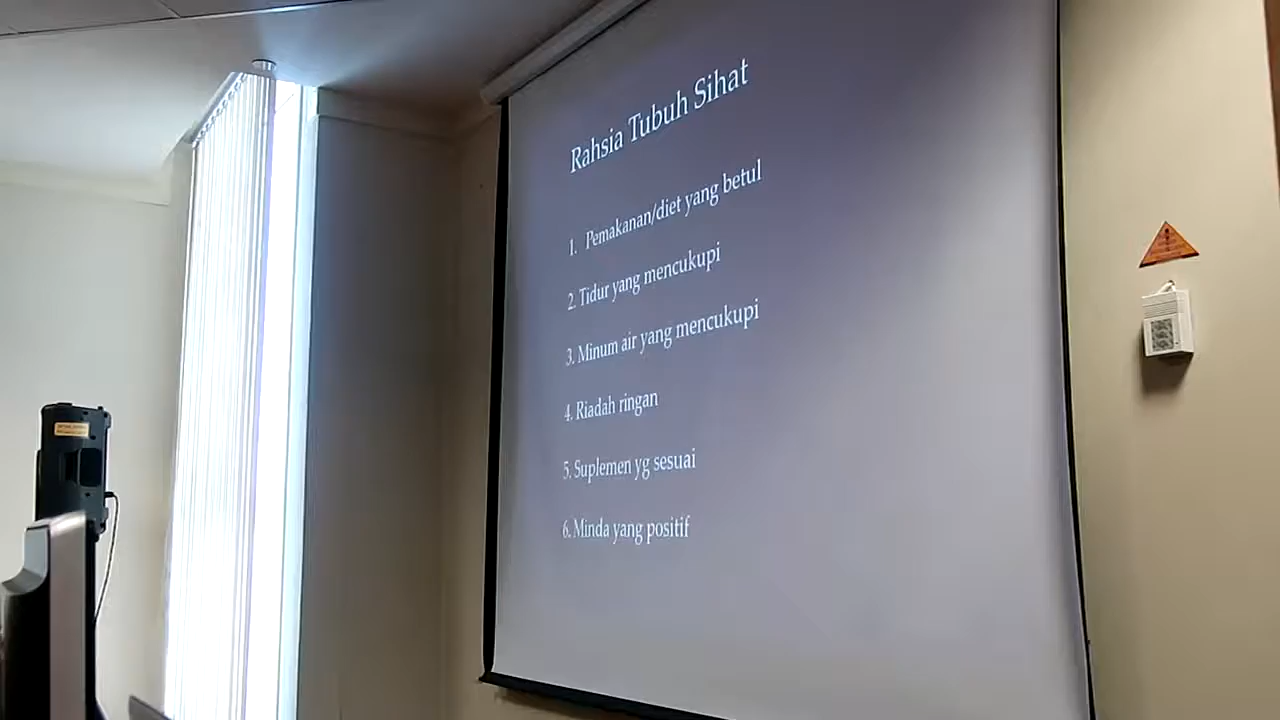 Rahsia Tubuh Sihat
1. Pemakanan/diet yang betul
2. Tidur yang mencukupi
3. Minum air yang mencukupi
4. Riadah ringan
5. Suplemen yg sesuai
6. Minda yang positif